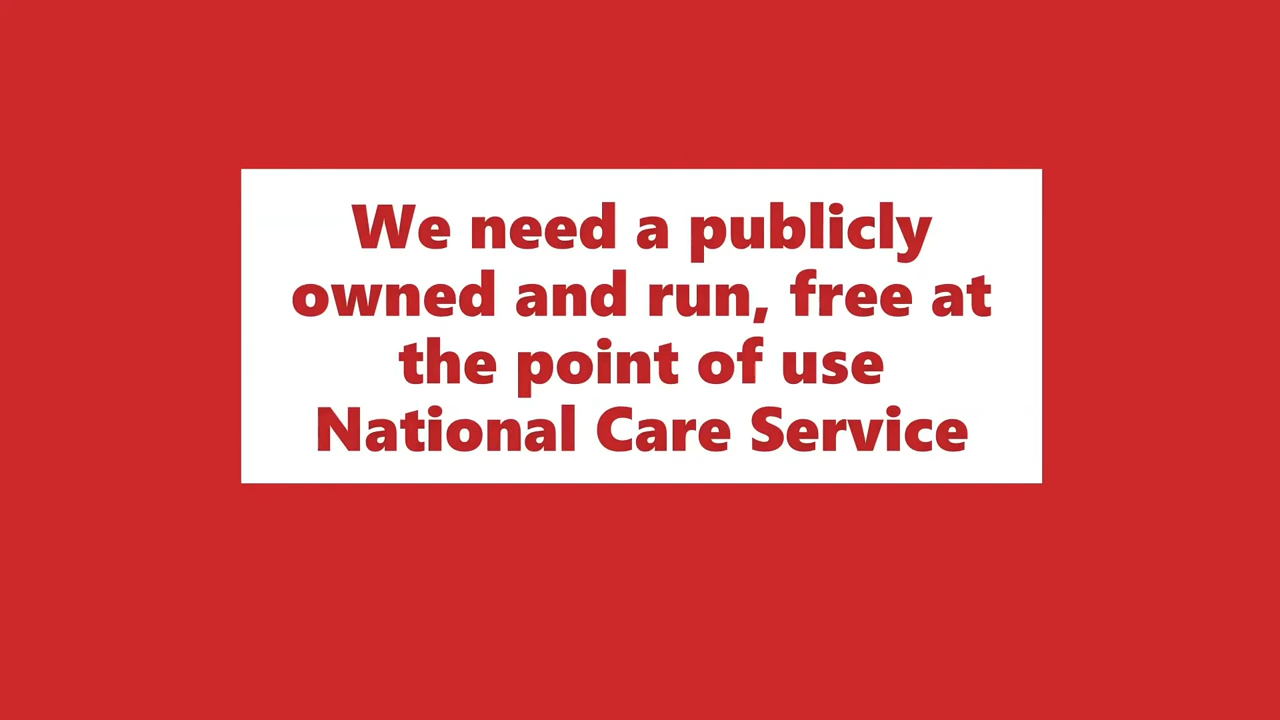 We need a publicly
owned and run, free at
the point of use
National Care Service